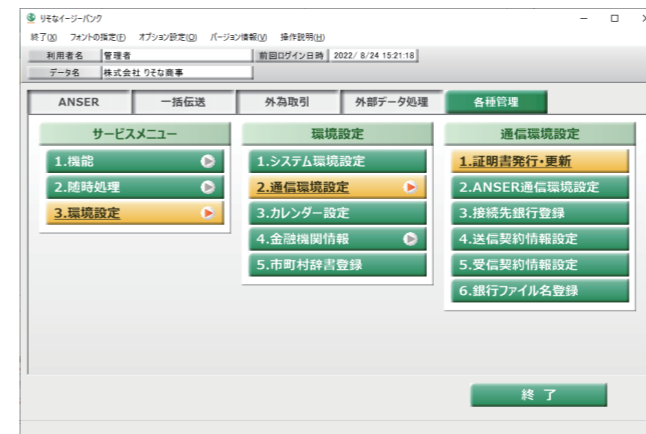 りそなイージーバンク
終了(X) フォントの指定(F) オプション設定(O) バージョン情報(V) 操作説明(H)
利用者名 管理者 前回ログイン日時 2022/ 8/24 15:21:18
データ名 株式会社 りそな商事
ANSER 一括伝送 外為取引 外部データ処理 各種管理
サービスメニュー 環境設定 通信環境設定
1.機能 1.システム環境設定 1.証明書発行・更新
2.随時処理 2.通信環境設定 2.ANSER通信環境設定
3.環境設定 3.カレンダー設定 3.接続先銀行登録
4.金融機関情報 4.送信契約情報設定
5.市町村辞書登録 5.受信契約情報設定
6.銀行ファイル名登録
終 了